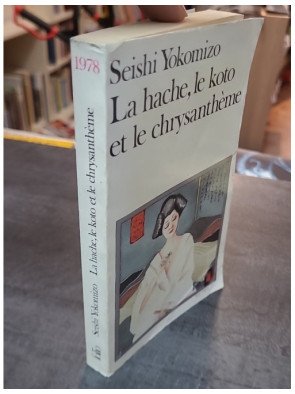 1978
Seishi Yokomizo La hache, le koto et le chrysanthème
folio
Seishi Yokomizo
La hache, le koto
et le chrysanthème